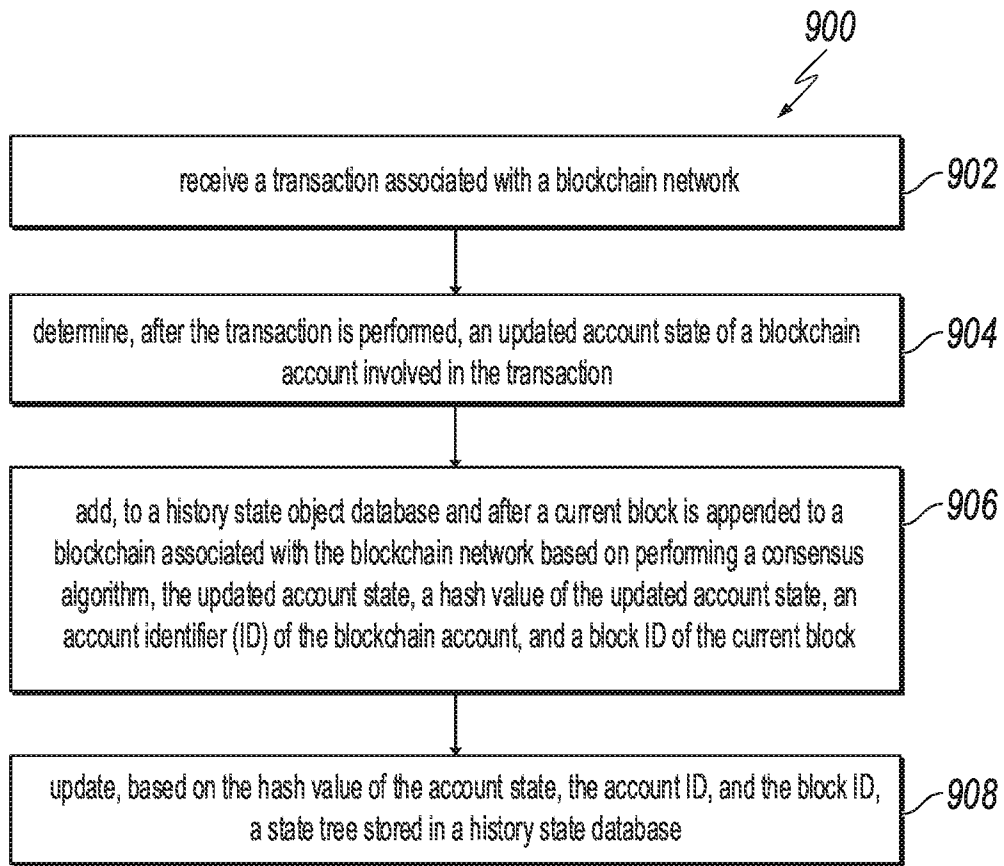 900
receive a transaction associated with a blockchain network
902
determine, after the transaction is performed, an updated account state of a blockchain
account involved in the transaction
904
add, to a history state object database and after a current block is appended to a
blockchain associated with the blockchain network based on performing a consensus
algorithm, the updated account state, a hash value of the updated account state, an
account identifier (ID) of the blockchain account, and a block ID of the current block
906
update, based on the hash value of the account state, the account ID, and the block ID,
a state tree stored in a history state database
908